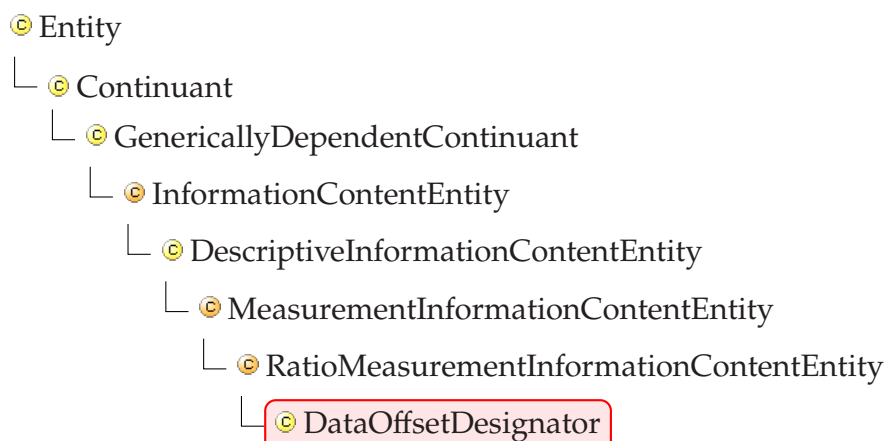 Entity
Continuant
GenericallyDependentContinuant
InformationContentEntity
DescriptiveInformationContentEntity
MeasurementInformationContentEntity
RatioMeasurementInformationContentEntity
DataOffsetDesignator